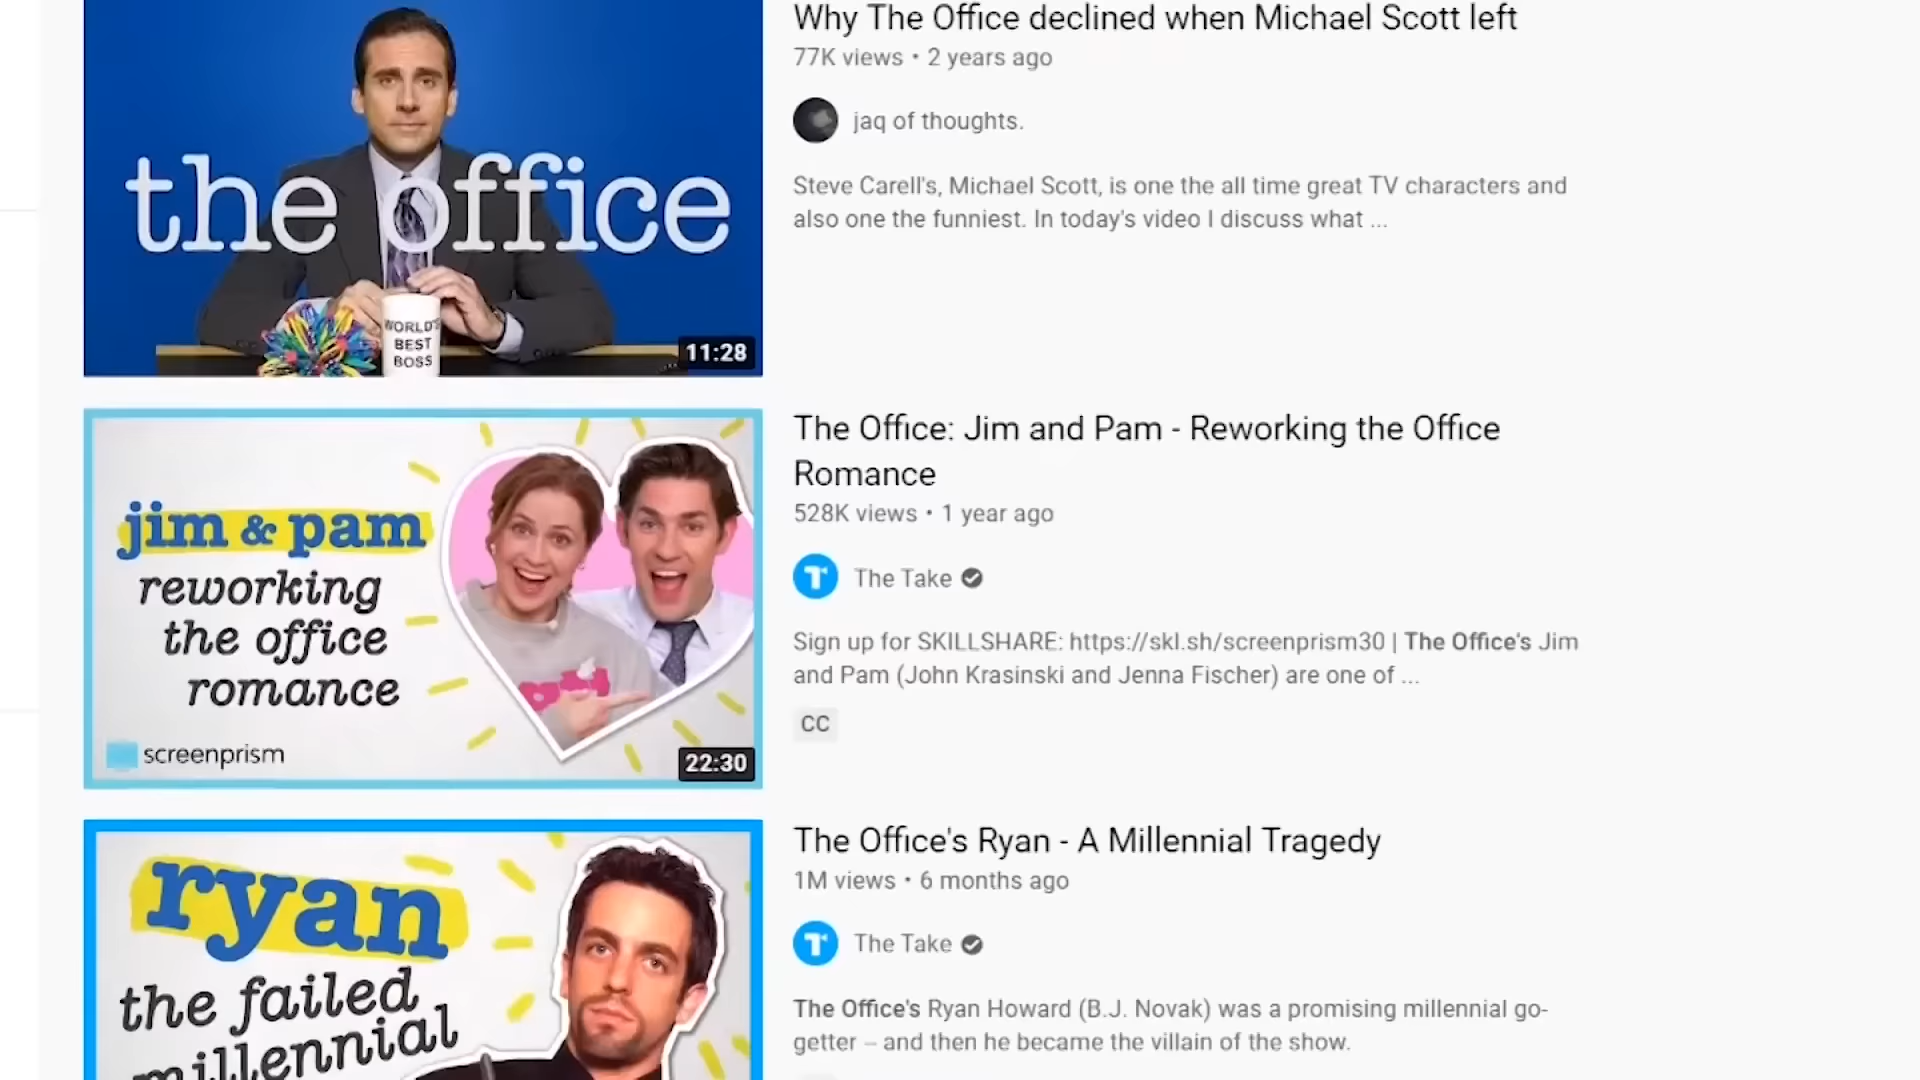 Why The Office declined when Michael Scott left
77K views • 2 years ago
jaq of thoughts.
Steve Carell's, Michael Scott, is one the all time great TV characters and
also one the funniest. In today's video I discuss what ...
the office
WORLD'S
BEST
BOSS
11:28
The Office: Jim and Pam - Reworking the Office
Romance
528K views • 1 year ago
The Take
Sign up for SKILLSHARE: https://skl.sh/screenprism30 | The Office's Jim
and Pam (John Krasinski and Jenna Fischer) are one of ...
CC
jim & pam
reworking
the office
romance
screenprism
22:30
The Office's Ryan - A Millennial Tragedy
1M views • 6 months ago
The Take
The Office's Ryan Howard (B.J. Novak) was a promising millennial go-
getter – and then he became the villain of the show.
ryan
the failed
millennial